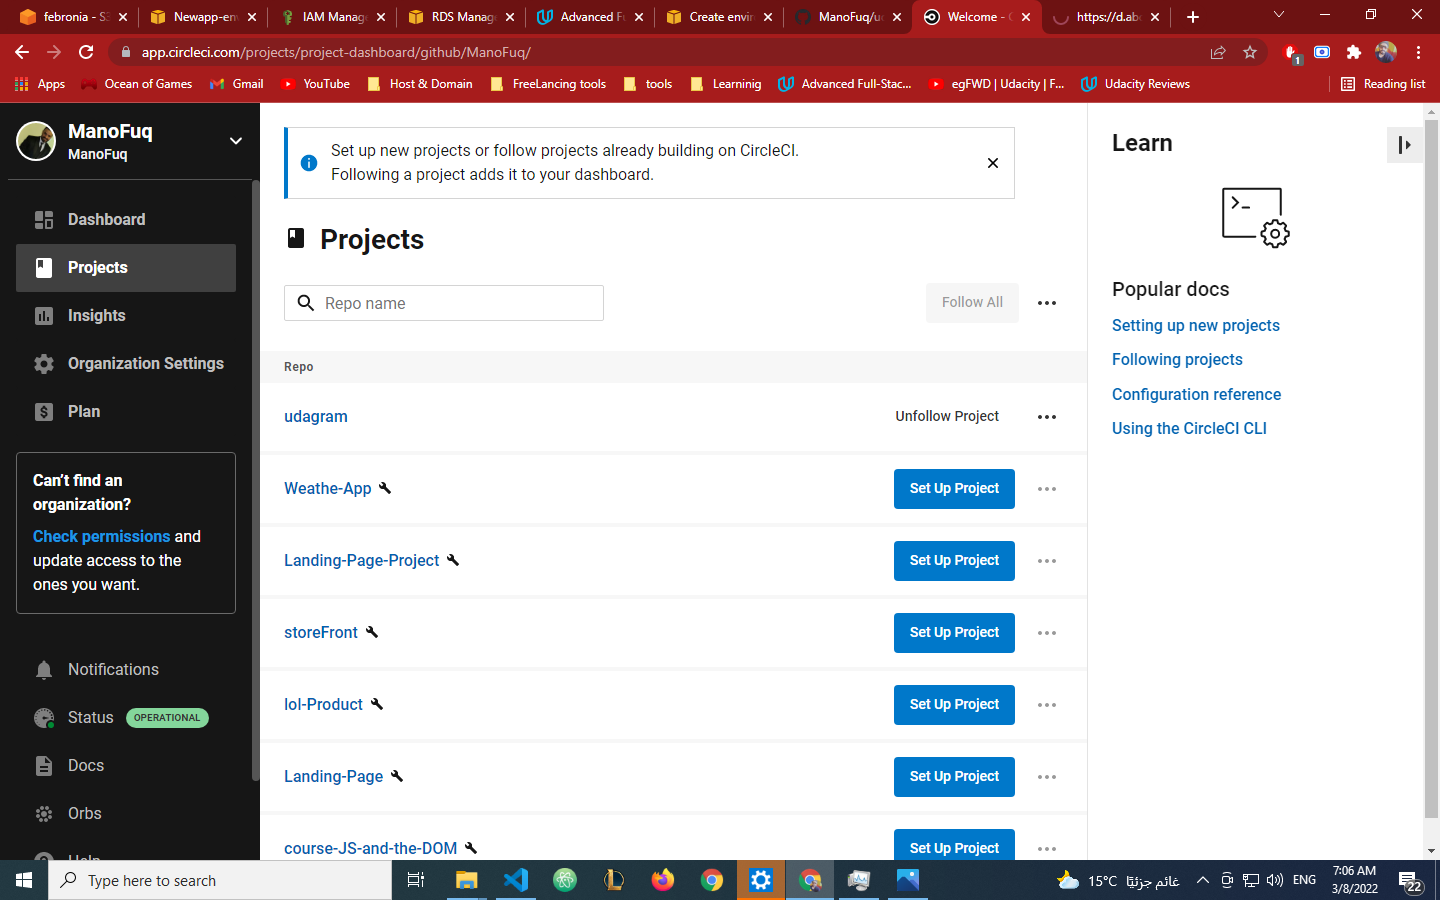 febronia - S3
Newapp-env
IAM Manag
RDS Manag
Advanced Fu
Create envir
ManoFuq/u
Welcome - C
https://d.abc
app.circleci.com/projects/project-dashboard/github/ManoFuq/
1
Apps
Ocean of Games
Gmail
YouTube
Host & Domain
FreeLancing tools
tools
Learninig
Advanced Full-Stac...
egFWD | Udacity | F...
Udacity Reviews
Reading list
ManoFuq
ManoFuq
Dashboard
Projects
Insights
Organization Settings
Plan
Can't find an
organization?
Check permissions and
update access to the
ones you want.
Notifications
Status OPERATIONAL
Docs
Orbs
Help
Set up new projects or follow projects already building on CircleCI.
Following a project adds it to your dashboard.
Projects
Repo name
Follow All
Repo
udagram
Unfollow Project
Weathe-App
Set Up Project
Landing-Page-Project
Set Up Project
storeFront
Set Up Project
lol-Product
Set Up Project
Landing-Page
Set Up Project
course-JS-and-the-DOM
Set Up Project
Learn
Popular docs
Setting up new projects
Following projects
Configuration reference
Using the CircleCI CLI
Type here to search
15°C غائم جزئيًا
ENG
7:06 AM
3/8/2022
22